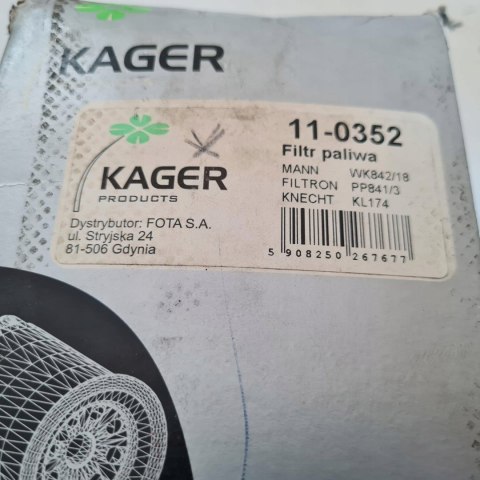 KAGER
11-0352
Filtr paliwa
MANN WK842/18
FILTRON PP841/3
KNECHT KL174
KAGER
PRODUCTS
Dystrybutor: FOTA S.A.
ul. Stryjska 24
81-506 Gdynia
5 908250 267677